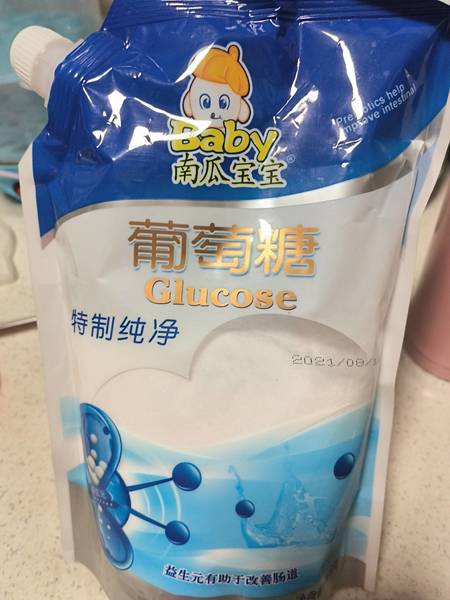 Baby
南瓜宝宝®
Prebiotics help
improve intestinal
葡萄糖
Glucose
特制纯净
2021/09/
益生元有助于改善肠道